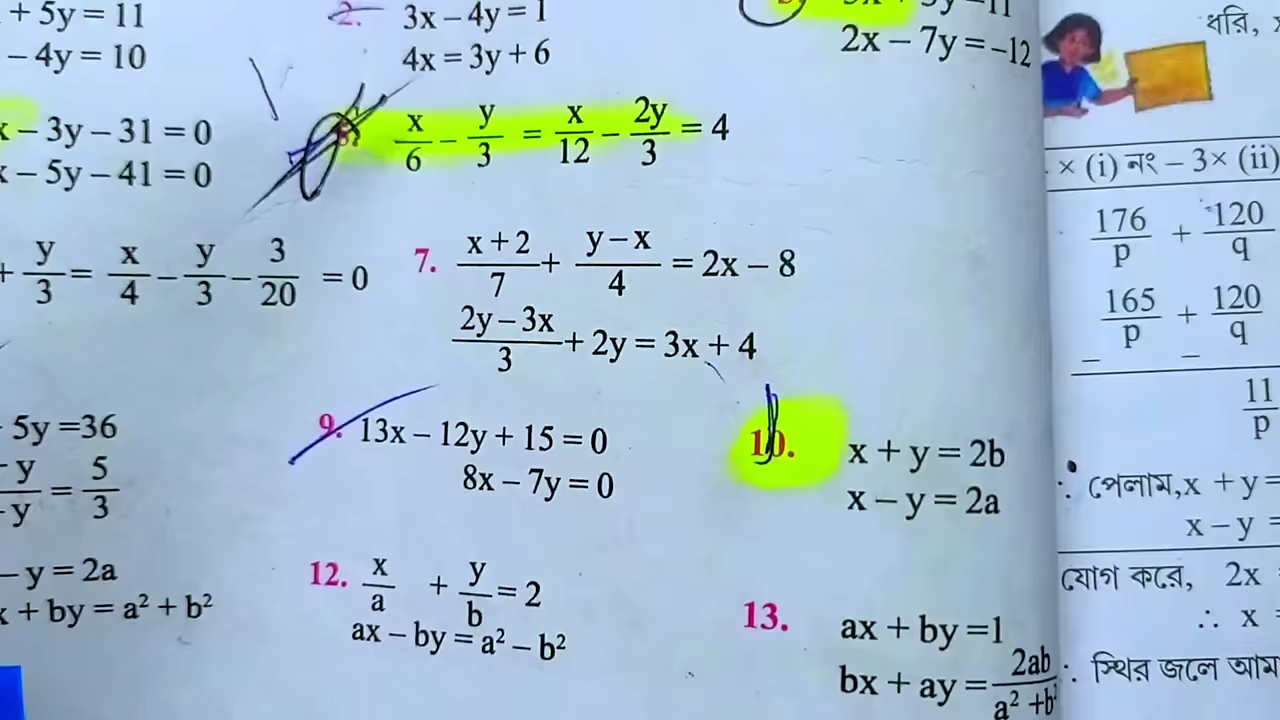 + 5y = 11
– 4y = 10
2. 3x – 4y = 1
4x = 3y + 6
2x – 7y = –12
x – 3y – 31 = 0
x – 5y – 41 = 0
x/6 – y/3 = x/12 – 2y/3 = 4
+ y/3 = x/4 – y/3 – 3/20 = 0
7. (x + 2)/7 + (y – x)/4 = 2x – 8
(2y – 3x)/3 + 2y = 3x + 4
5y =36
–y/–y = 5/3
9. 13x – 12y + 15 = 0
8x – 7y = 0
10. x + y = 2b
x – y = 2a
– y = 2a
x + by = a² + b²
12. x/a + y/b = 2
ax – by = a² – b²
13. ax + by =1
bx + ay = 2ab/(a² +b²
ধরি,
× (i) নং – 3× (ii)
176/p + 120/q
165/p + 120/q
– –
11/p
∴ পেলাম,x + y =
x – y =
যোগ করে, 2x
∴ x
∴ স্থির জলে